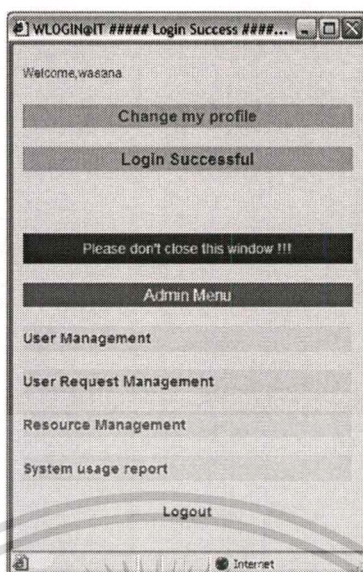 WLOGIN@IT ##### Login Success ####...
Welcome,wasana
Change my profile
Login Successful
Please don't close this window !!!
Admin Menu
User Management
User Request Management
Resource Management
System usage report
Logout
Internet